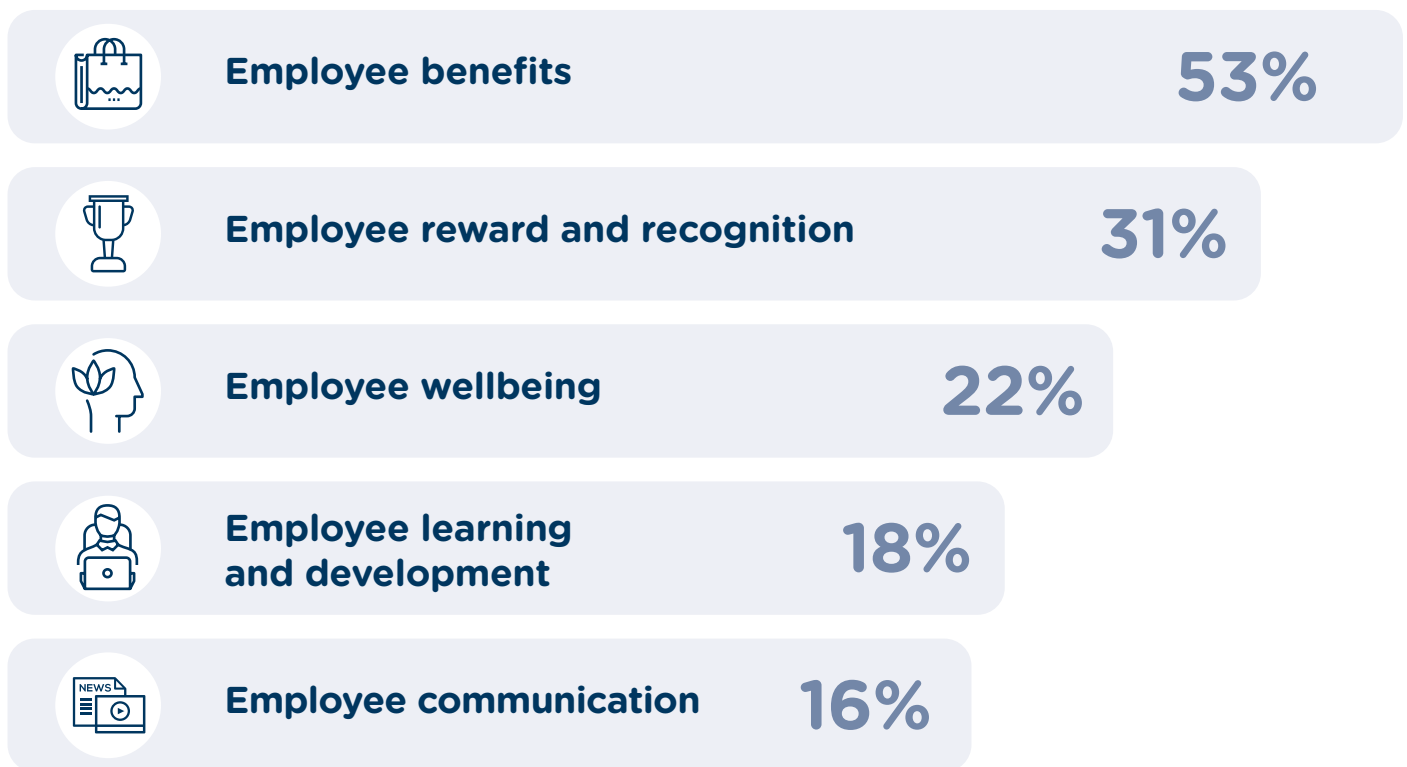 Employee benefits
53%
Employee reward and recognition
31%
Employee wellbeing
22%
Employee learning
and development
18%
NEWS
Employee communication
16%